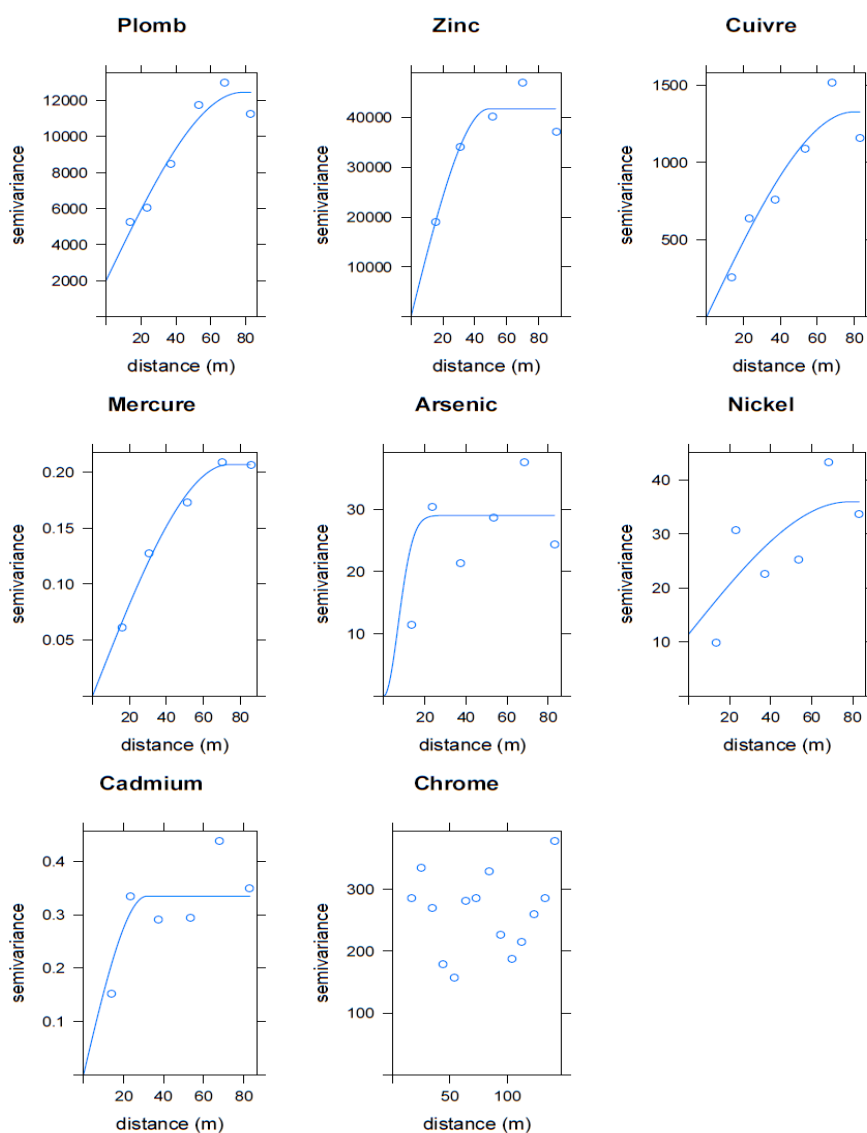 Plomb
Zinc
Cuivre
semivariance
12000
10000
8000
6000
4000
2000
20 40 60 80
distance (m)
semivariance
40000
30000
20000
10000
20 40 60 80
distance (m)
semivariance
1500
1000
500
20 40 60 80
distance (m)
Mercure
Arsenic
Nickel
semivariance
0.20
0.15
0.10
0.05
20 40 60 80
distance (m)
semivariance
30
20
10
20 40 60 80
distance (m)
semivariance
40
30
20
10
20 40 60 80
distance (m)
Cadmium
Chrome
semivariance
0.4
0.3
0.2
0.1
20 40 60 80
distance (m)
semivariance
300
200
100
50 100
distance (m)